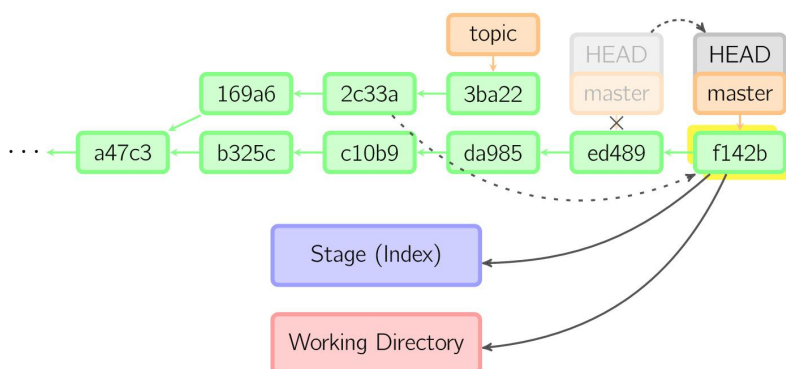 topic
HEAD
HEAD
169a6
2c33a
3ba22
master
master
...
a47c3
b325c
c10b9
da985
ed489
f142b
Stage (Index)
Working Directory